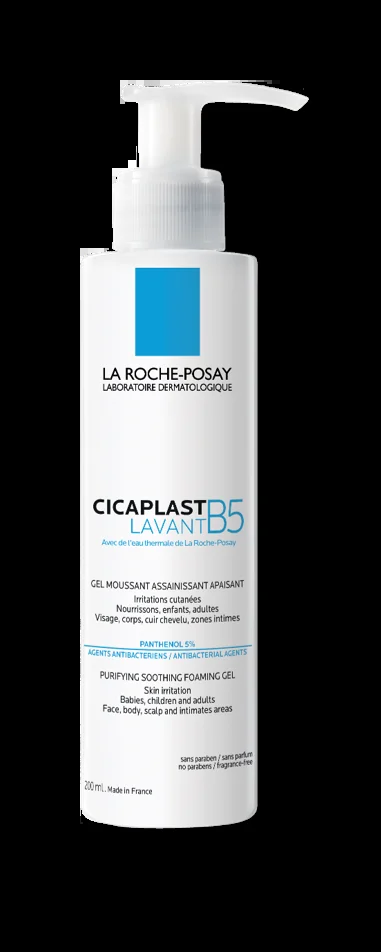 LA ROCHE-POSAY
LABORATOIRE DERMATOLOGIQUE
CICAPLAST B5
LAVANT
Avec de l'eau thermale de La Roche-Posay
GEL MOUSSANT ASSAINISSANT APAISANT
Irritations cutanées
Nourrissons, enfants, adultes
Visage, corps, cuir chevelu, zones intimes
PANTHENOL 5%
AGENTS ANTIBACTERIENS / ANTIBACTERIAL AGENTS
PURIFYING SOOTHING FOAMING GEL
Skin irritation
Babies, children and adults
Face, body, scalp and intimates areas
sans paraben / sans parfum
no parabens / fragrance-free
200 mL. Made in France